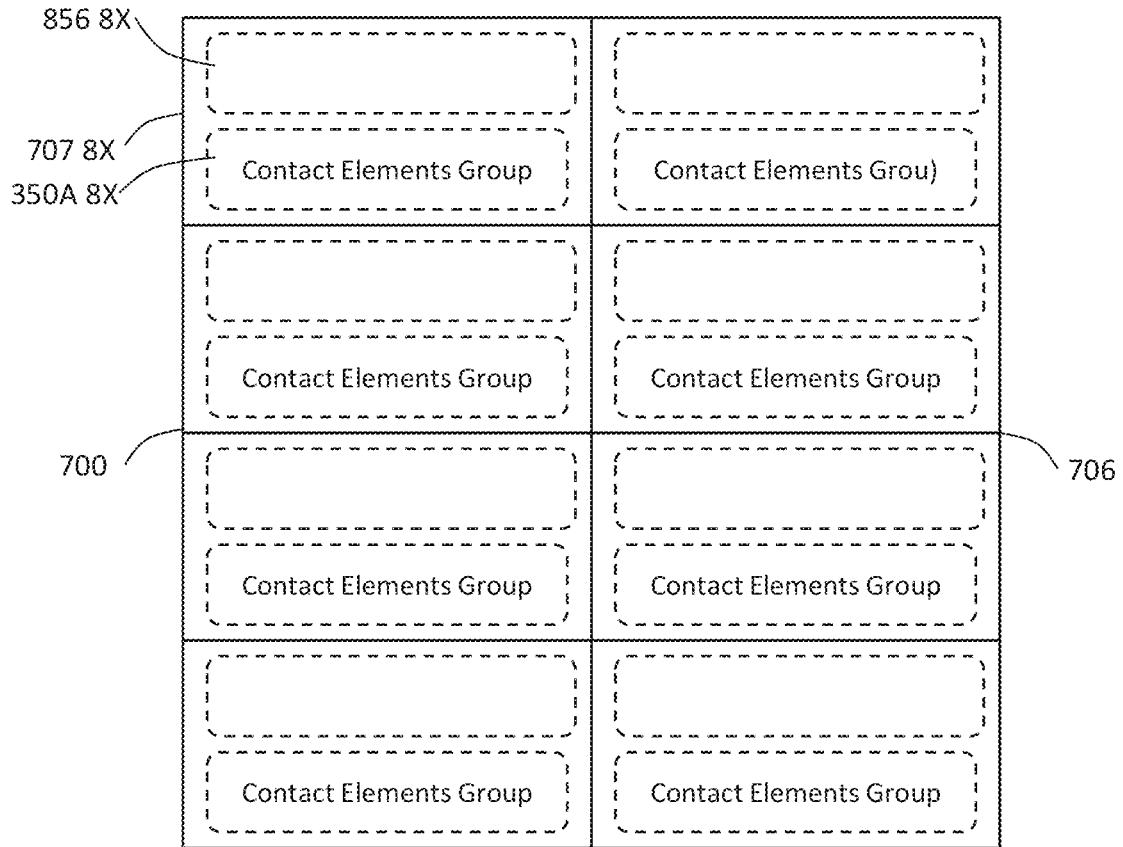 856 8X
707 8X
350A 8X
Contact Elements Group
Contact Elements Grou)
Contact Elements Group
Contact Elements Group
700
706
Contact Elements Group
Contact Elements Group
Contact Elements Group
Contact Elements Group